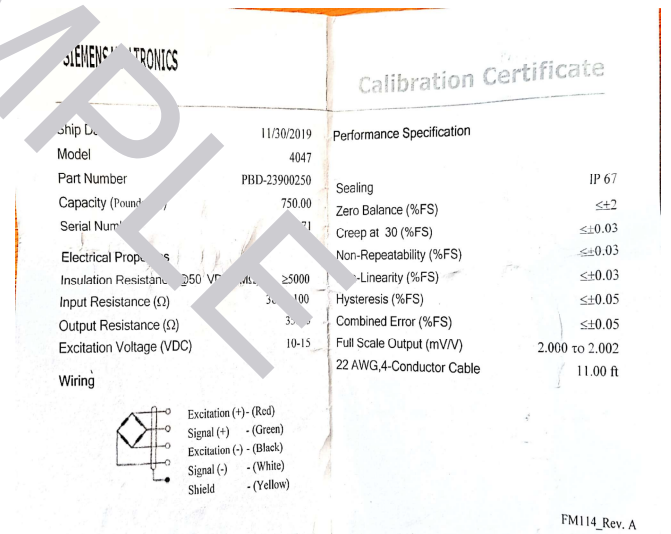 Calibration Certificate
Ship
11/30/2019
Model 4047
Part Number PBD-23900250
Capacity 750.00
Serial 71
Electrical
Insulation ≥5000
Input Resistance (Ω) 100
Output Resistance (Ω)
Excitation Voltage (VDC) 10-15
Wiring
Excitation (+)- (Red)
Signal (+) - (Green)
Excitation (-) - (Black)
Signal (-) - (White)
Shield - (Yellow)
Performance Specification
Sealing IP 67
Zero Balance (%FS) ≤±2
Creep at 30 (%FS) ≤±0.03
Non-Repeatability (%FS) ≤±0.03
-Linearity (%FS) ≤±0.03
Hysteresis (%FS) ≤±0.05
Combined Error (%FS) ≤±0.05
Full Scale Output (mV/V) 2.000 to 2.002
22 AWG,4-Conductor Cable 11.00 ft
FM114_Rev. A